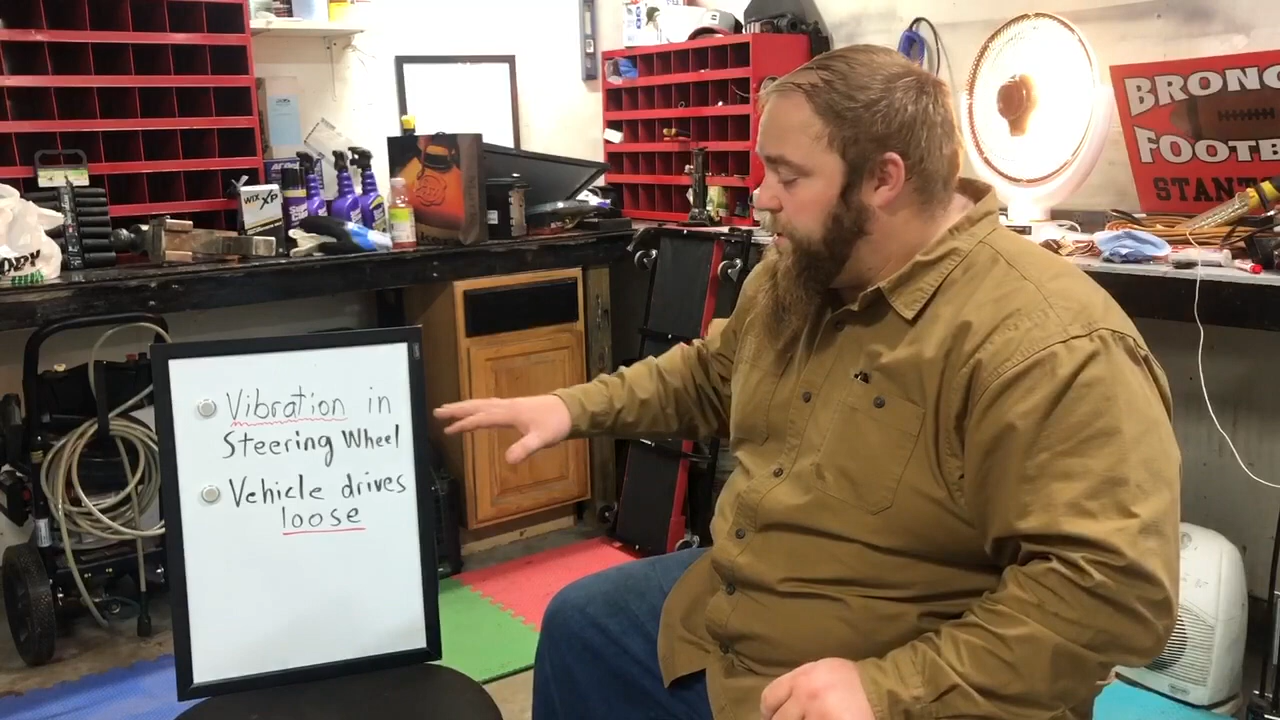 Vibration in
Steering Wheel
Vehicle drives
loose
WIX XP
BRONC
FOOTB
STANT